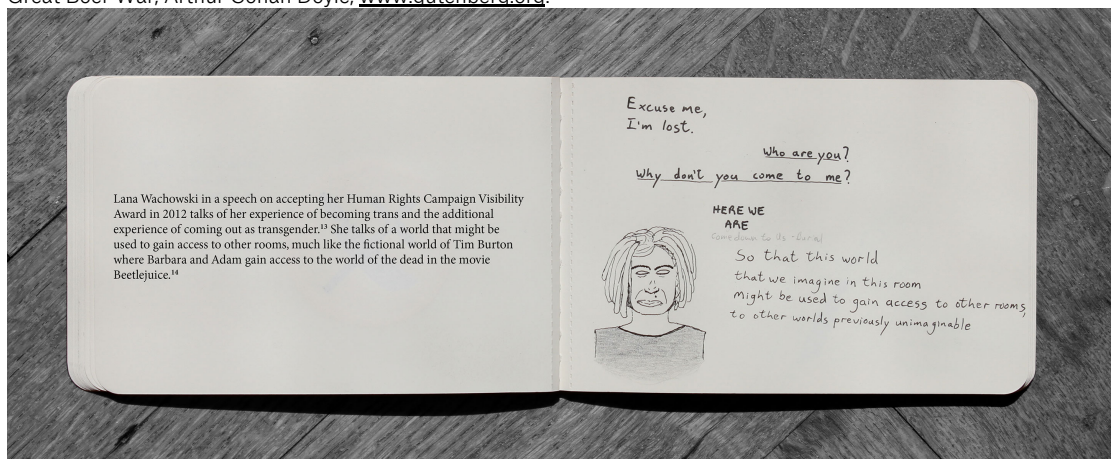 Great Boer War, Arthur Conan Doyle, www.gutenberg.org.
Lana Wachowski in a speech on accepting her Human Rights Campaign Visibility
Award in 2012 talks of her experience of becoming trans and the additional
experience of coming out as transgender.¹³ She talks of a world that might be
used to gain access to other rooms, much like the fictional world of Tim Burton
where Barbara and Adam gain access to the world of the dead in the movie
Beetlejuice.¹⁴
Excuse me,
I'm lost.
Who are you?
Why don't you come to me?
HERE WE
ARE
come down to us
So that this world
that we imagine in this room
might be used to gain access to other rooms,
to other worlds previously unimaginable